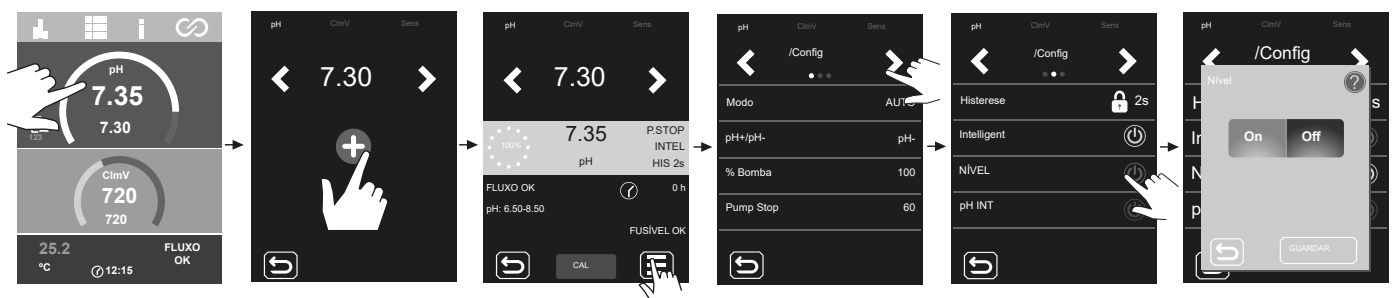 pH
7.35
7.30
123
ClmV
720
720
25.2
ºC
12:15
FLUXO
OK
pH ClmV Sens
7.30
pH ClmV Sens
7.30
100%
7.35
pH
P.STOP
INTEL
HIS 2s
FLUXO OK
0 h
pH: 6.50-8.50
FUSÍVEL OK
CAL
pH ClmV Sens
/Config
Modo AUTO
pH+/pH- pH-
% Bomba 100
Pump Stop 60
pH ClmV Sens
/Config
Histerese 2s
Intelligent
NÍVEL
pH INT
pH ClmV Sens
/Config
Nível ?
H s
In
On Off
N
p
GUARDAR